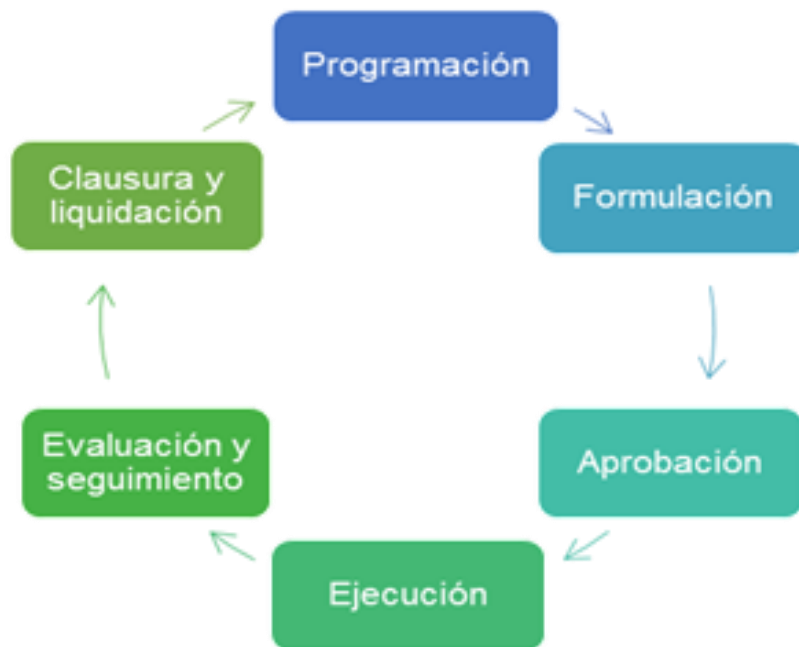 Programación
Formulación
Aprobación
Ejecución
Evaluación y
seguimiento
Clausura y
liquidación